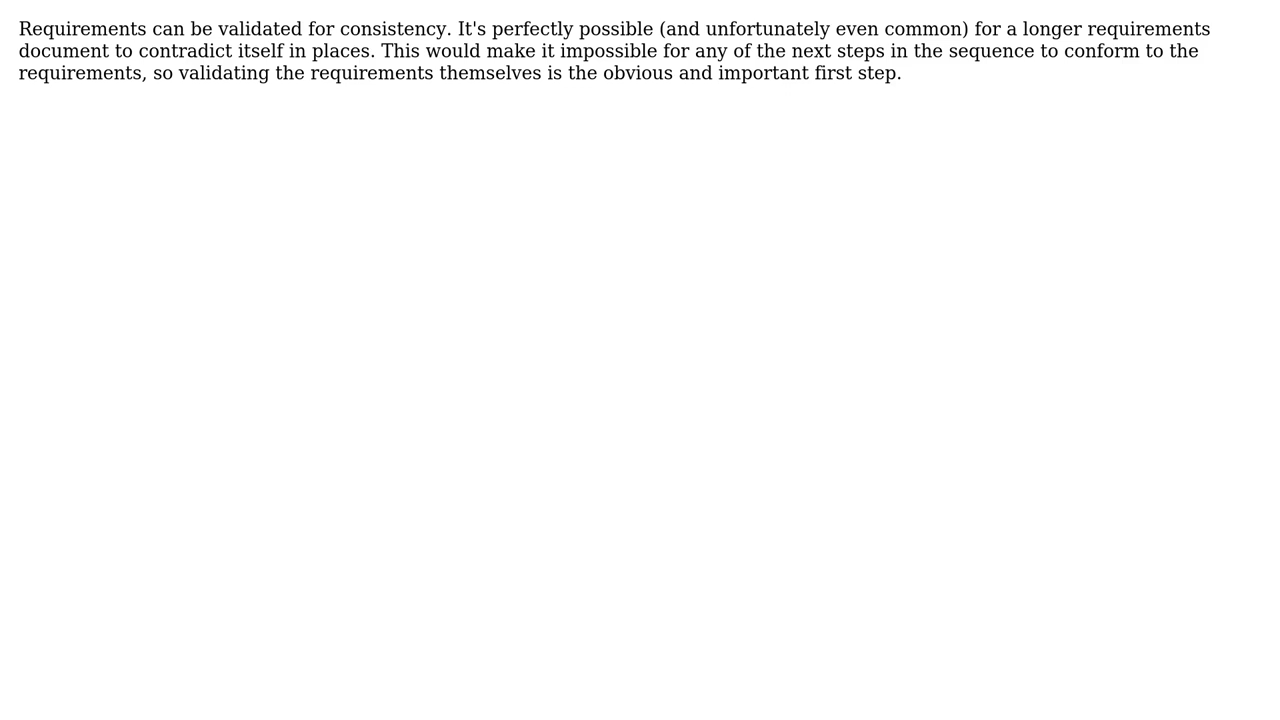 Requirements can be validated for consistency. It's perfectly possible (and unfortunately even common) for a longer requirements
document to contradict itself in places. This would make it impossible for any of the next steps in the sequence to conform to the
requirements, so validating the requirements themselves is the obvious and important first step.